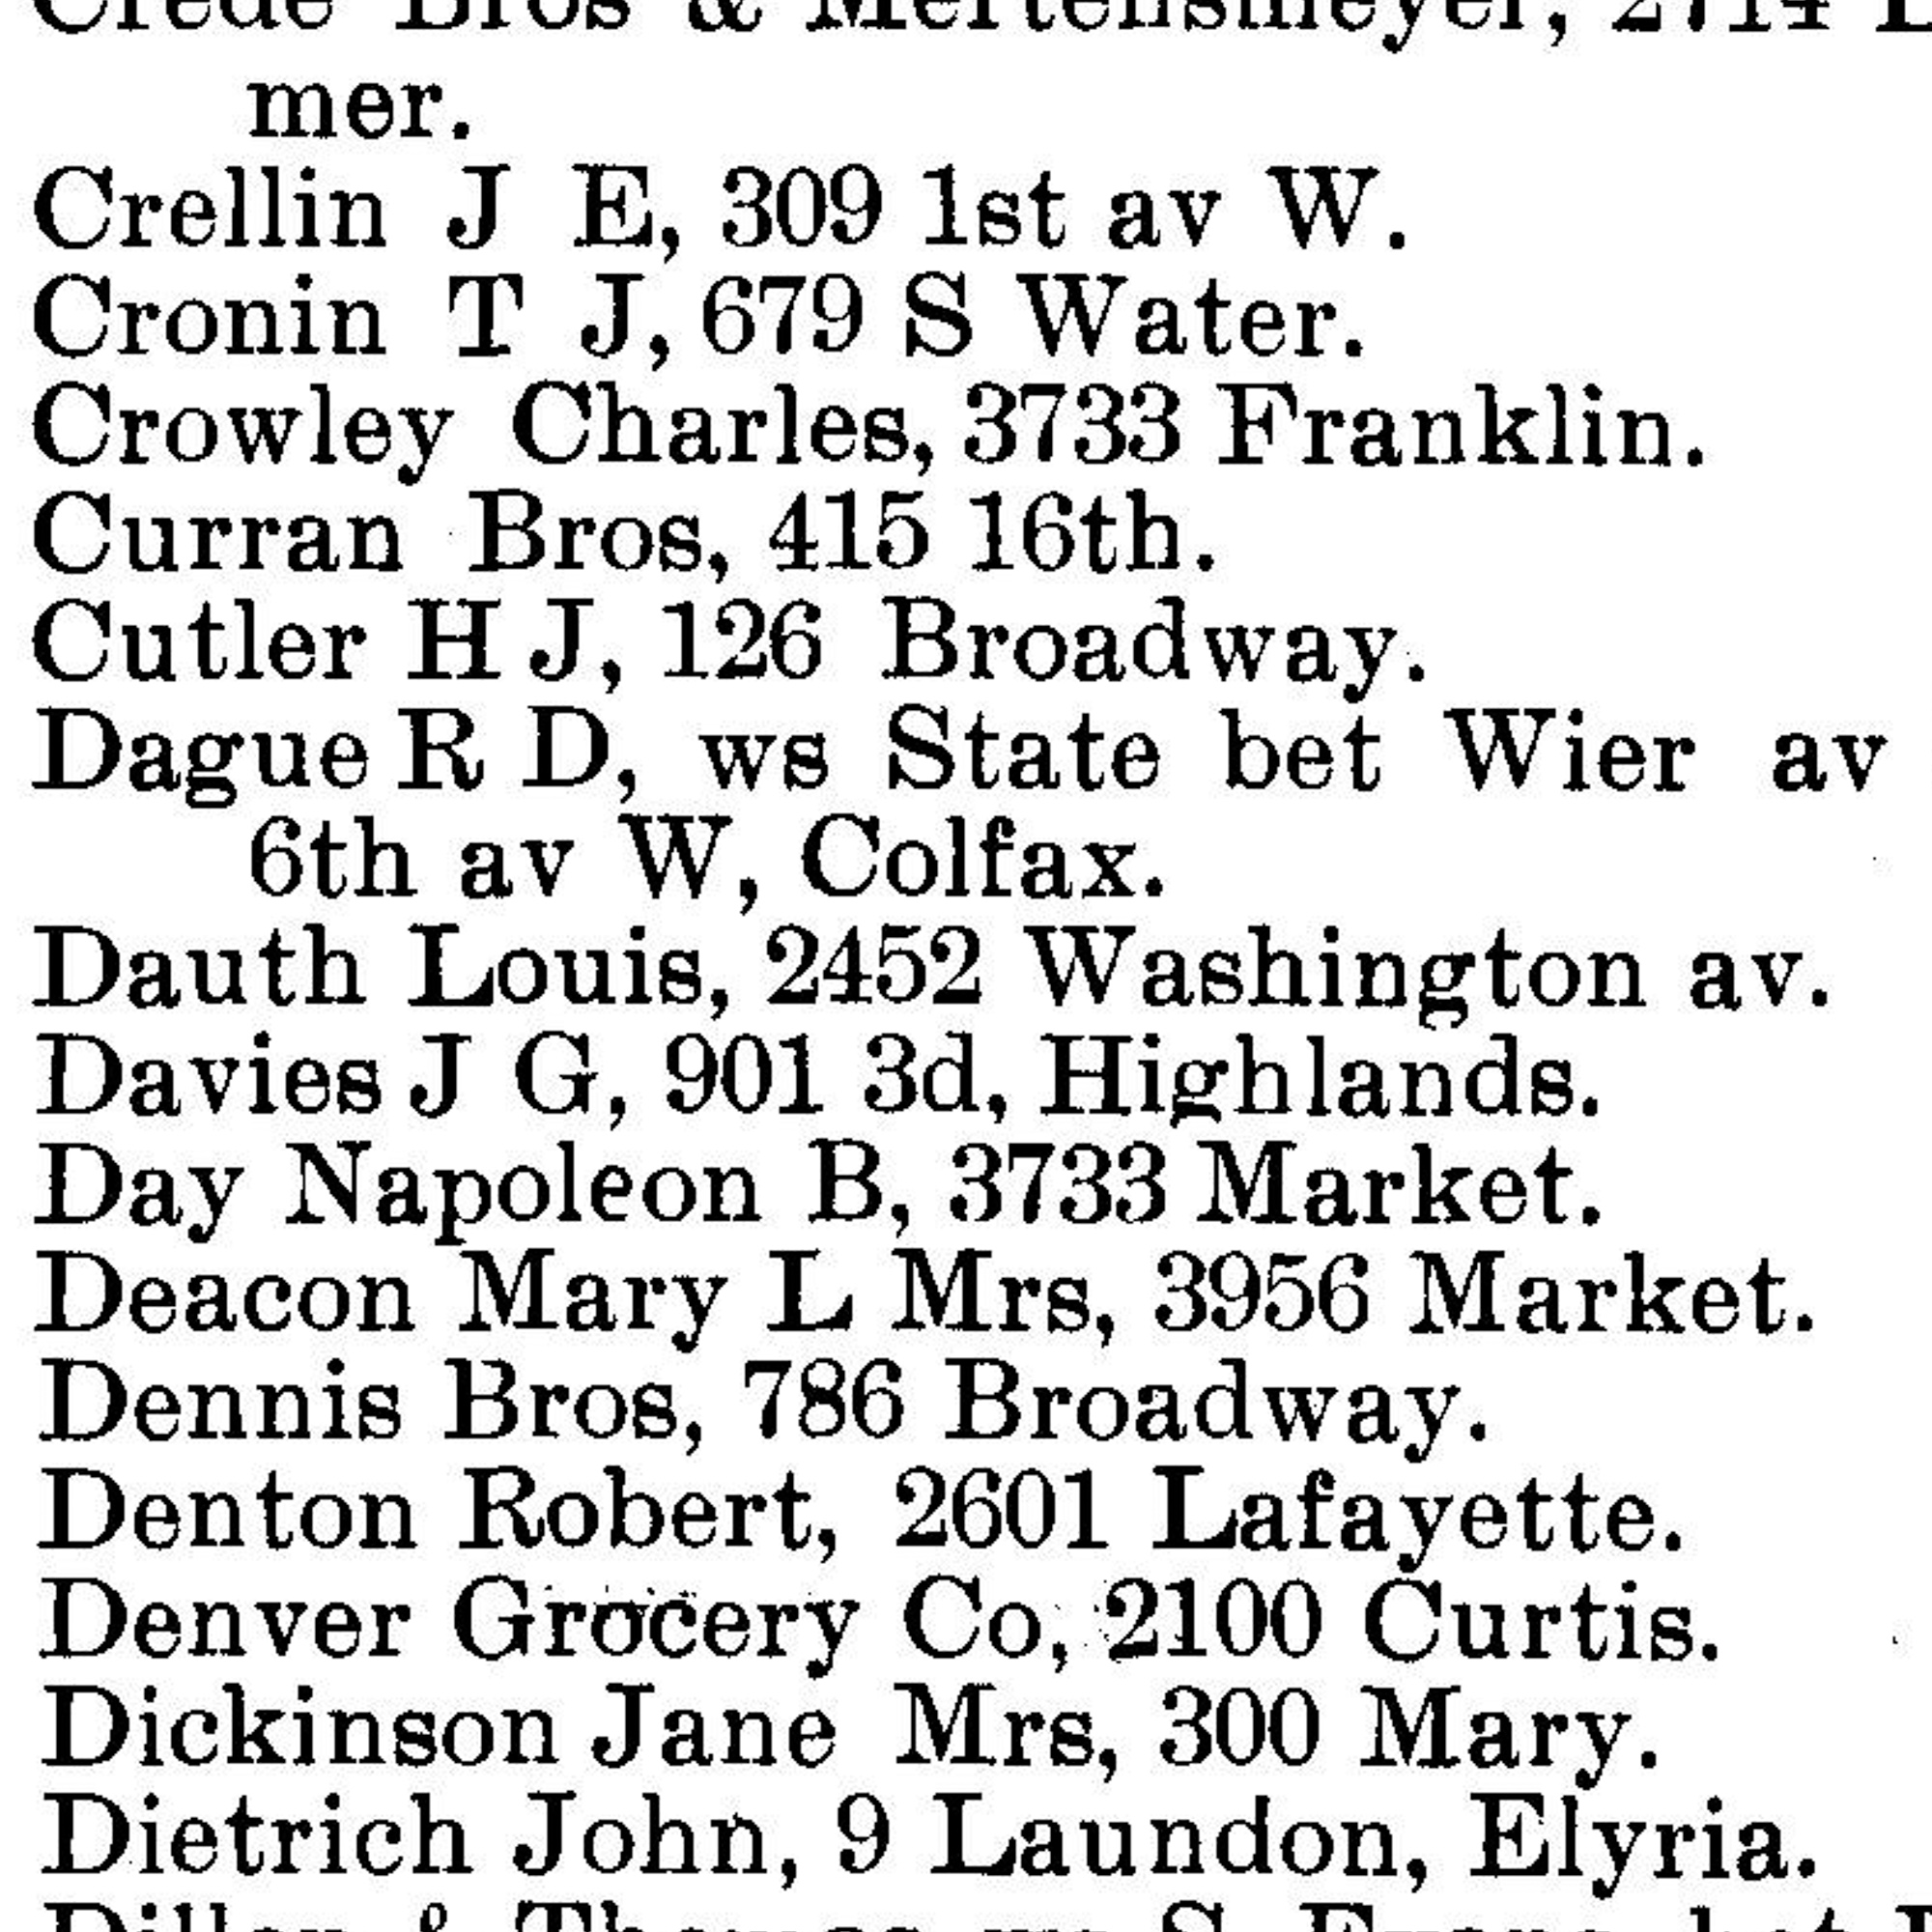 Crede Bros & Mertensmeyer, 2714
mer.
Crellin J E, 309 1st av W.
Cronin T J, 679 S Water.
Crowley Charles, 3733 Franklin.
Curran Bros, 415 16th.
Cutler H J, 126 Broadway.
Dague R D, ws State bet Wier av
6th av W, Colfax.
Dauth Louis, 2452 Washington av.
Davies J G, 901 3d, Highlands.
Day Napoleon B, 3733 Market.
Deacon Mary L Mrs, 3956 Market.
Dennis Bros, 786 Broadway.
Denton Robert, 2601 Lafayette.
Denver Grocery Co, 2100 Curtis.
Dickinson Jane Mrs, 300 Mary.
Dietrich John, 9 Laundon, Elyria.